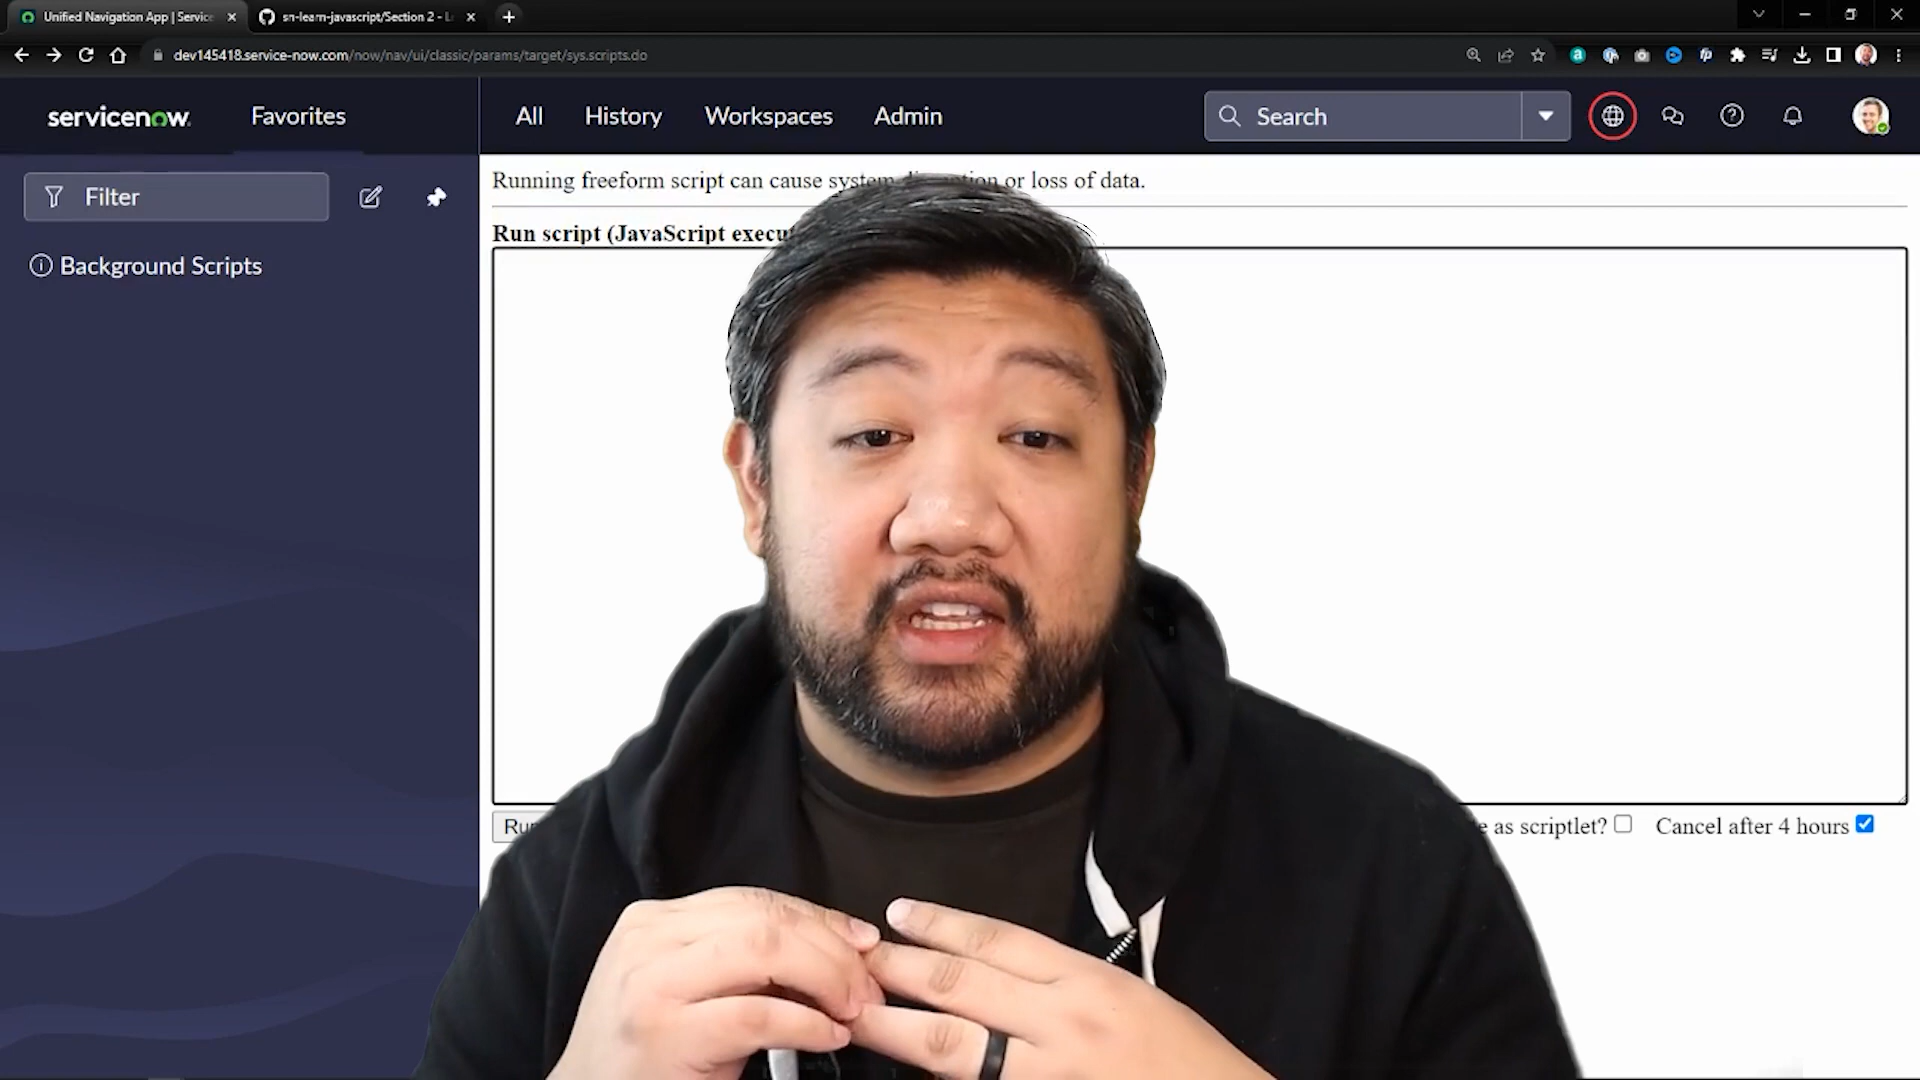 Unified Navigation App | Service
sn-learn-javascript/Section 2 - L
dev145418.service-now.com/now/nav/ui/classic/params/target/sys.scripts.do
servicenow.
Favorites
All
History
Workspaces
Admin
Search
Filter
Background Scripts
Running freeform script can cause system or loss of data.
Run script (JavaScript execu
Ru
as scriptlet?
Cancel after 4 hours